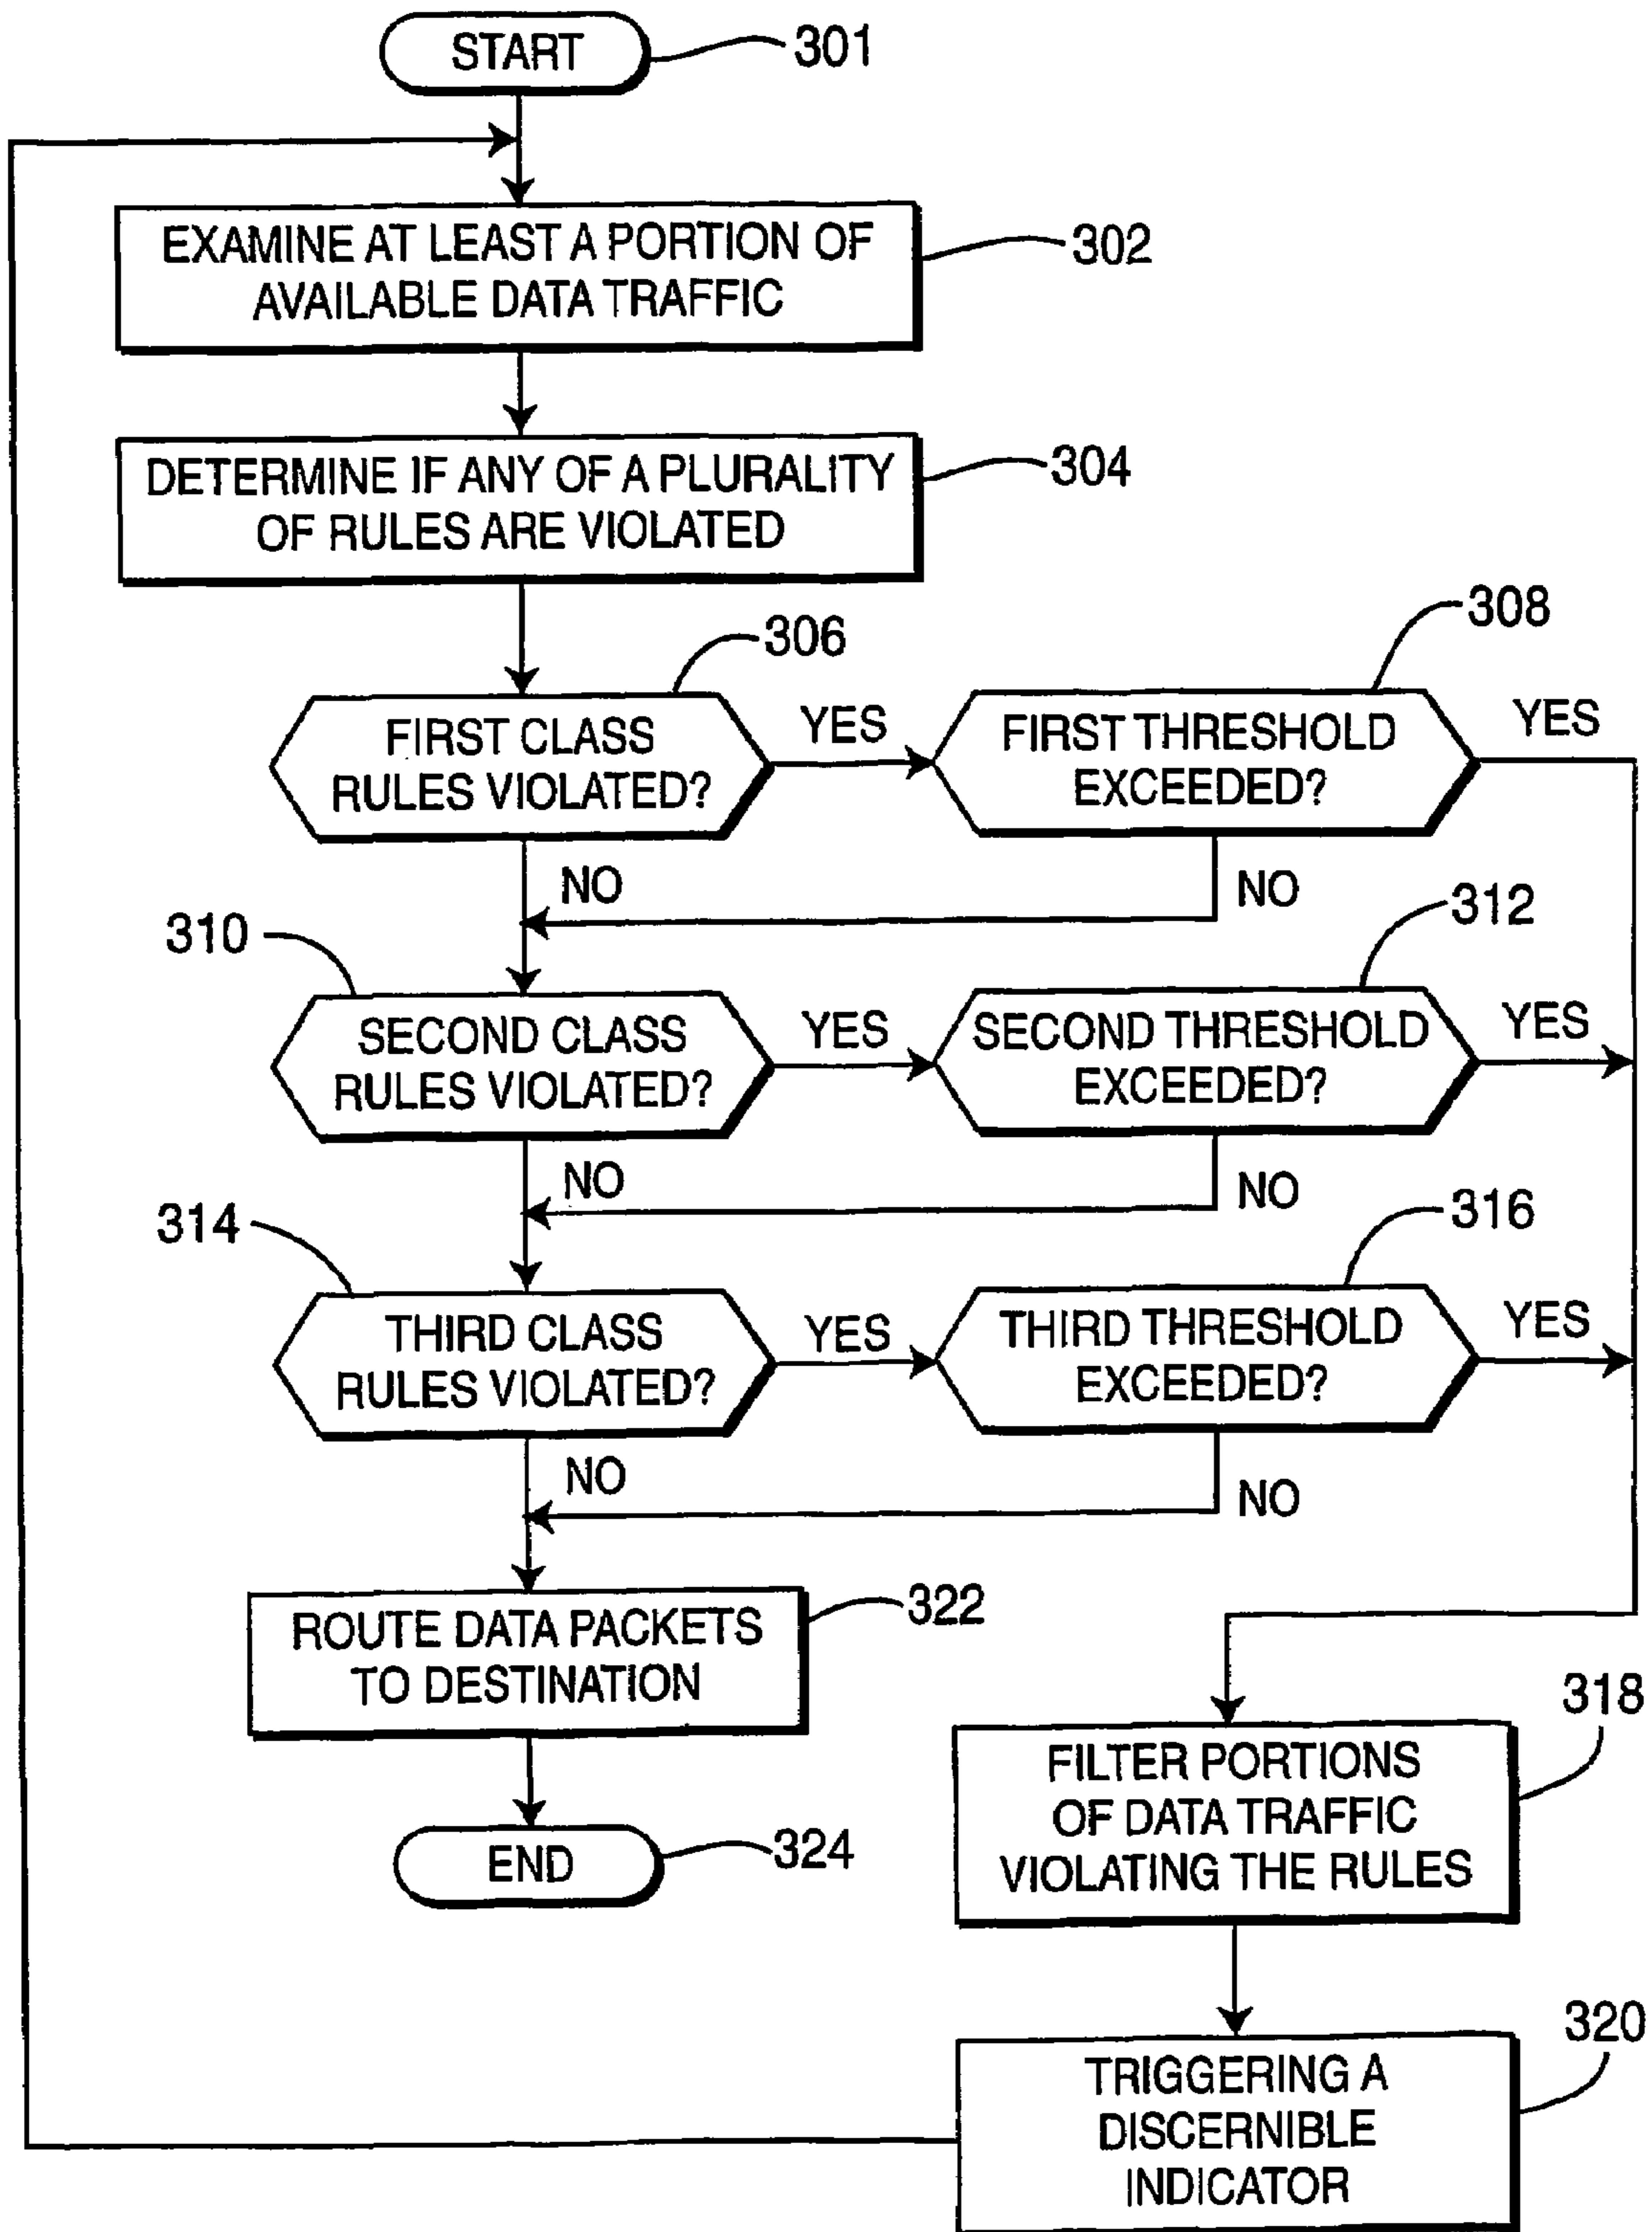 START
301
EXAMINE AT LEAST A PORTION OF
AVAILABLE DATA TRAFFIC
302
DETERMINE IF ANY OF A PLURALITY
OF RULES ARE VIOLATED
304
306
308
FIRST CLASS
RULES VIOLATED?
YES
FIRST THRESHOLD
EXCEEDED?
YES
NO
NO
310
312
SECOND CLASS
RULES VIOLATED?
YES
SECOND THRESHOLD
EXCEEDED?
YES
NO
NO
314
316
THIRD CLASS
RULES VIOLATED?
YES
THIRD THRESHOLD
EXCEEDED?
YES
NO
NO
ROUTE DATA PACKETS
TO DESTINATION
322
318
FILTER PORTIONS
OF DATA TRAFFIC
VIOLATING THE RULES
END
324
320
TRIGGERING A
DISCERNIBLE
INDICATOR